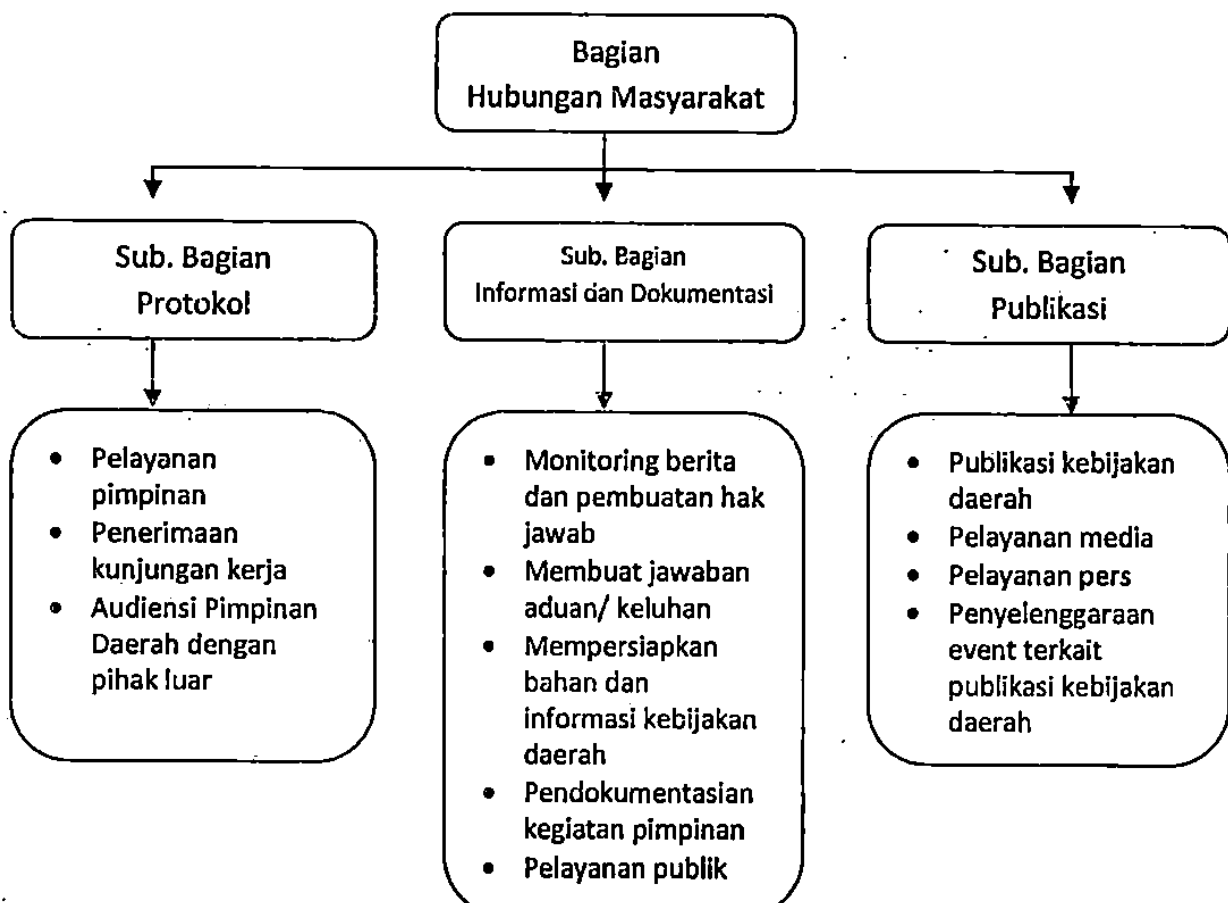 Bagian
Hubungan Masyarakat
Sub. Bagian
Protokol
Sub. Bagian
Informasi dan Dokumentasi
Sub. Bagian
Publikasi
• Pelayanan
pimpinan
• Penerimaan
kunjungan kerja
• Audiensi Pimpinan
Daerah dengan
pihak luar
• Monitoring berita
dan pembuatan hak
jawab
• Membuat jawaban
aduan/ keluhan
• Mempersiapkan
bahan dan
informasi kebijakan
daerah
• Pendokumentasian
kegiatan pimpinan
• Pelayanan publik
• Publikasi kebijakan
daerah
• Pelayanan media
• Pelayanan pers
• Penyelenggaraan
event terkait
publikasi kebijakan
daerah